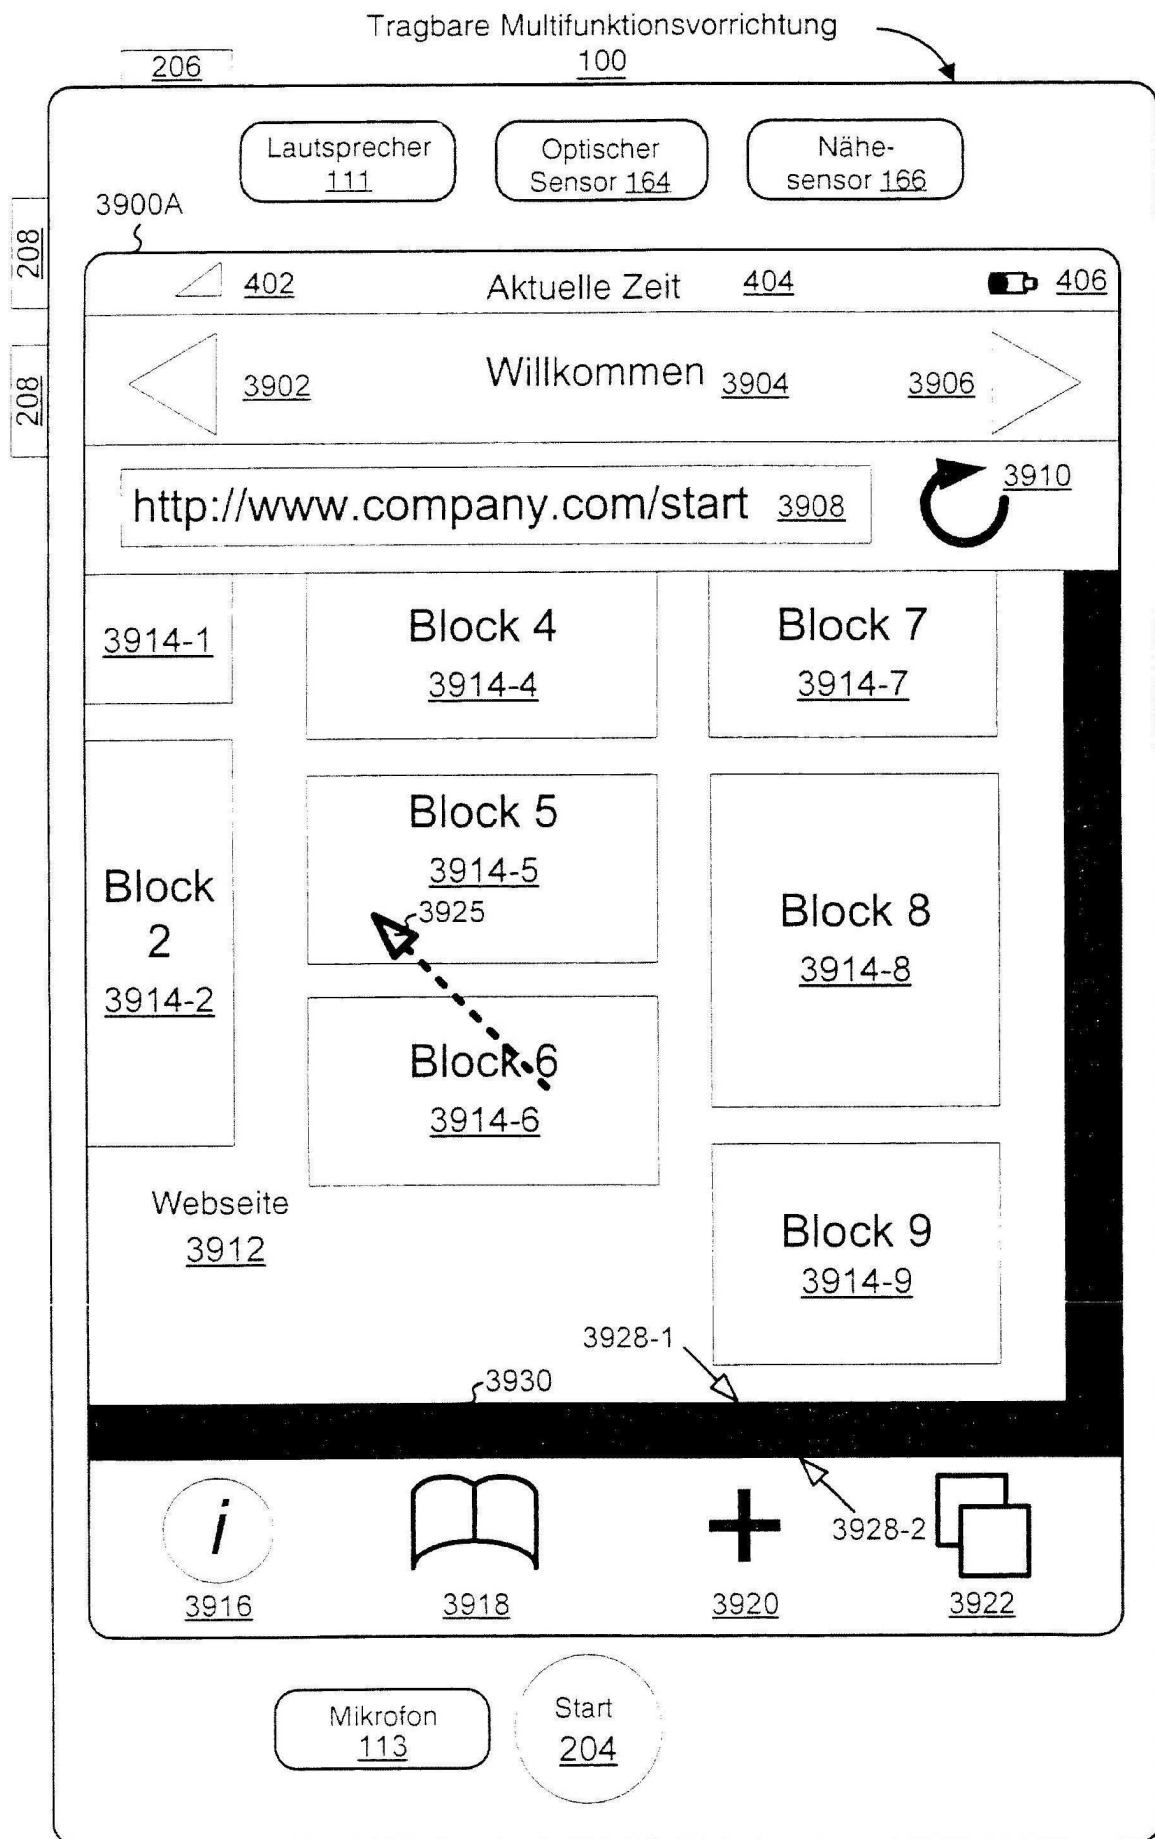 Tragbare Multifunktionsvorrichtung
100
206
Lautsprecher
111
Optischer
Sensor 164
Nähe-
sensor 166
3900A
208
208
402
Aktuelle Zeit
404
406
3902
Willkommen
3904
3906
http://www.company.com/start
3908
3910
3914-1
Block 4
3914-4
Block 7
3914-7
Block
2
3914-2
Block 5
3914-5
3925
Block 8
3914-8
Block 6
3914-6
Webseite
3912
Block 9
3914-9
3928-1
3930
i
3928-2
3916
3918
3920
3922
Mikrofon
113
Start
204